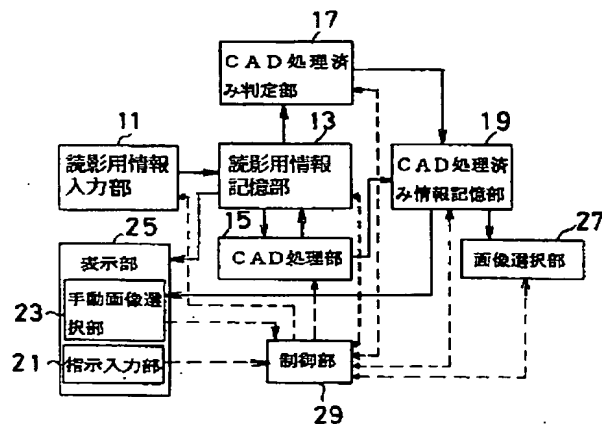 17
CAD処理済
み判定部
11
13
19
読影用情報
入力部
読影用情報
記憶部
CAD処理済
み情報記憶部
25
15
27
表示部
CAD処理部
画像選択部
23
手動画像選
択部
21
指示入力部
制御部
29